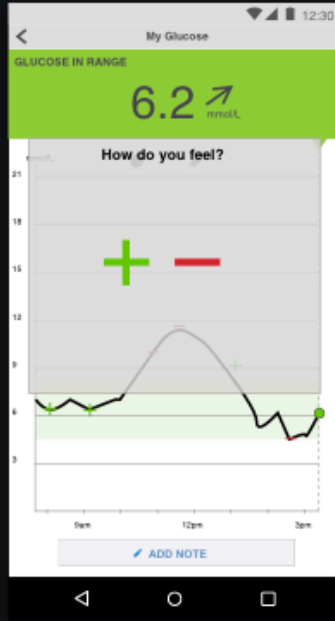 12:30
My Glucose
GLUCOSE IN RANGE
6.2
mmol/L
How do you feel?
mmol/L
21
18
15
12
9
6
3
9am
12pm
3pm
ADD NOTE